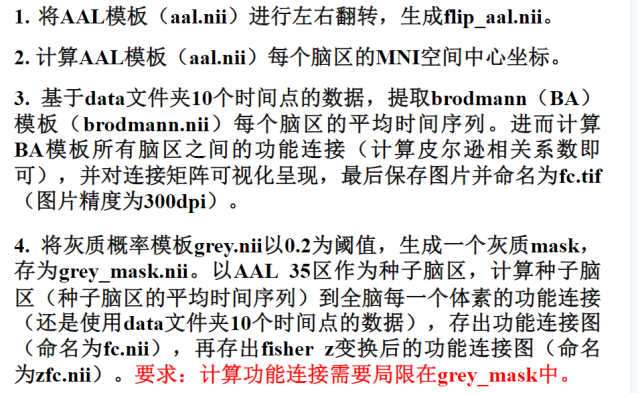 1. 将AAL模板（aal.nii）进行左右翻转，生成flip_aal.nii。
2. 计算AAL模板（aal.nii）每个脑区的MNI空间中心坐标。
3. 基于data文件夹10个时间点的数据，提取brodmann（BA）
模板（brodmann.nii）每个脑区的平均时间序列。进而计算
BA模板所有脑区之间的功能连接（计算皮尔逊相关系数即
可），并对连接矩阵可视化呈现，最后保存图片并命名为fc.tif
（图片精度为300dpi）。
4. 将灰质概率模板grey.nii以0.2为阈值，生成一个灰质mask，
存为grey_mask.nii。以AAL 35区作为种子脑区，计算种子脑
区（种子脑区的平均时间序列）到全脑每一个体素的功能连接
（还是使用data文件夹10个时间点的数据），存出功能连接图
（命名为fc.nii），再存出fisher z变换后的功能连接图（命名
为zfc.nii）。要求：计算功能连接需要局限在grey_mask中。